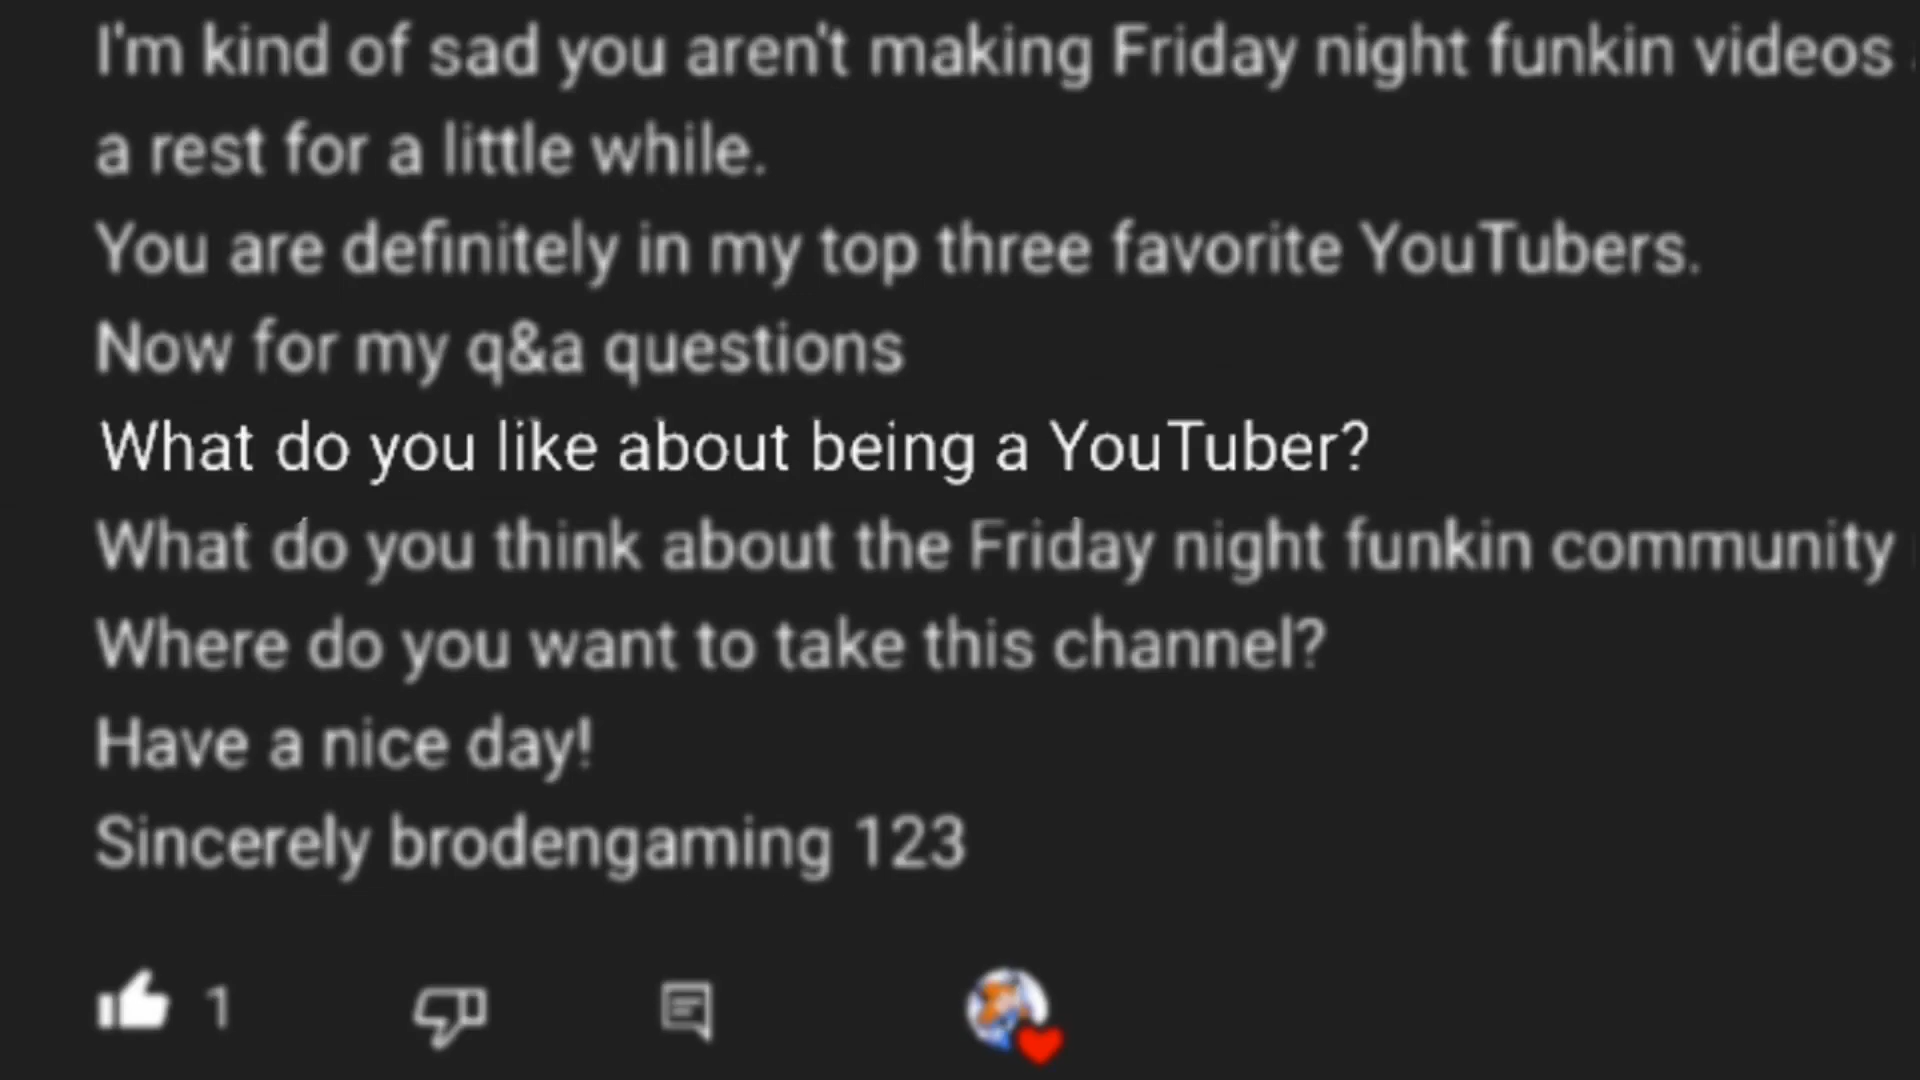 I'm kind of sad you aren't making Friday night funkin videos
a rest for a little while.
You are definitely in my top three favorite YouTubers.
Now for my q&a questions
What do you like about being a YouTuber?
What do you think about the Friday night funkin community
Where do you want to take this channel?
Have a nice day!
Sincerely brodengaming 123
1